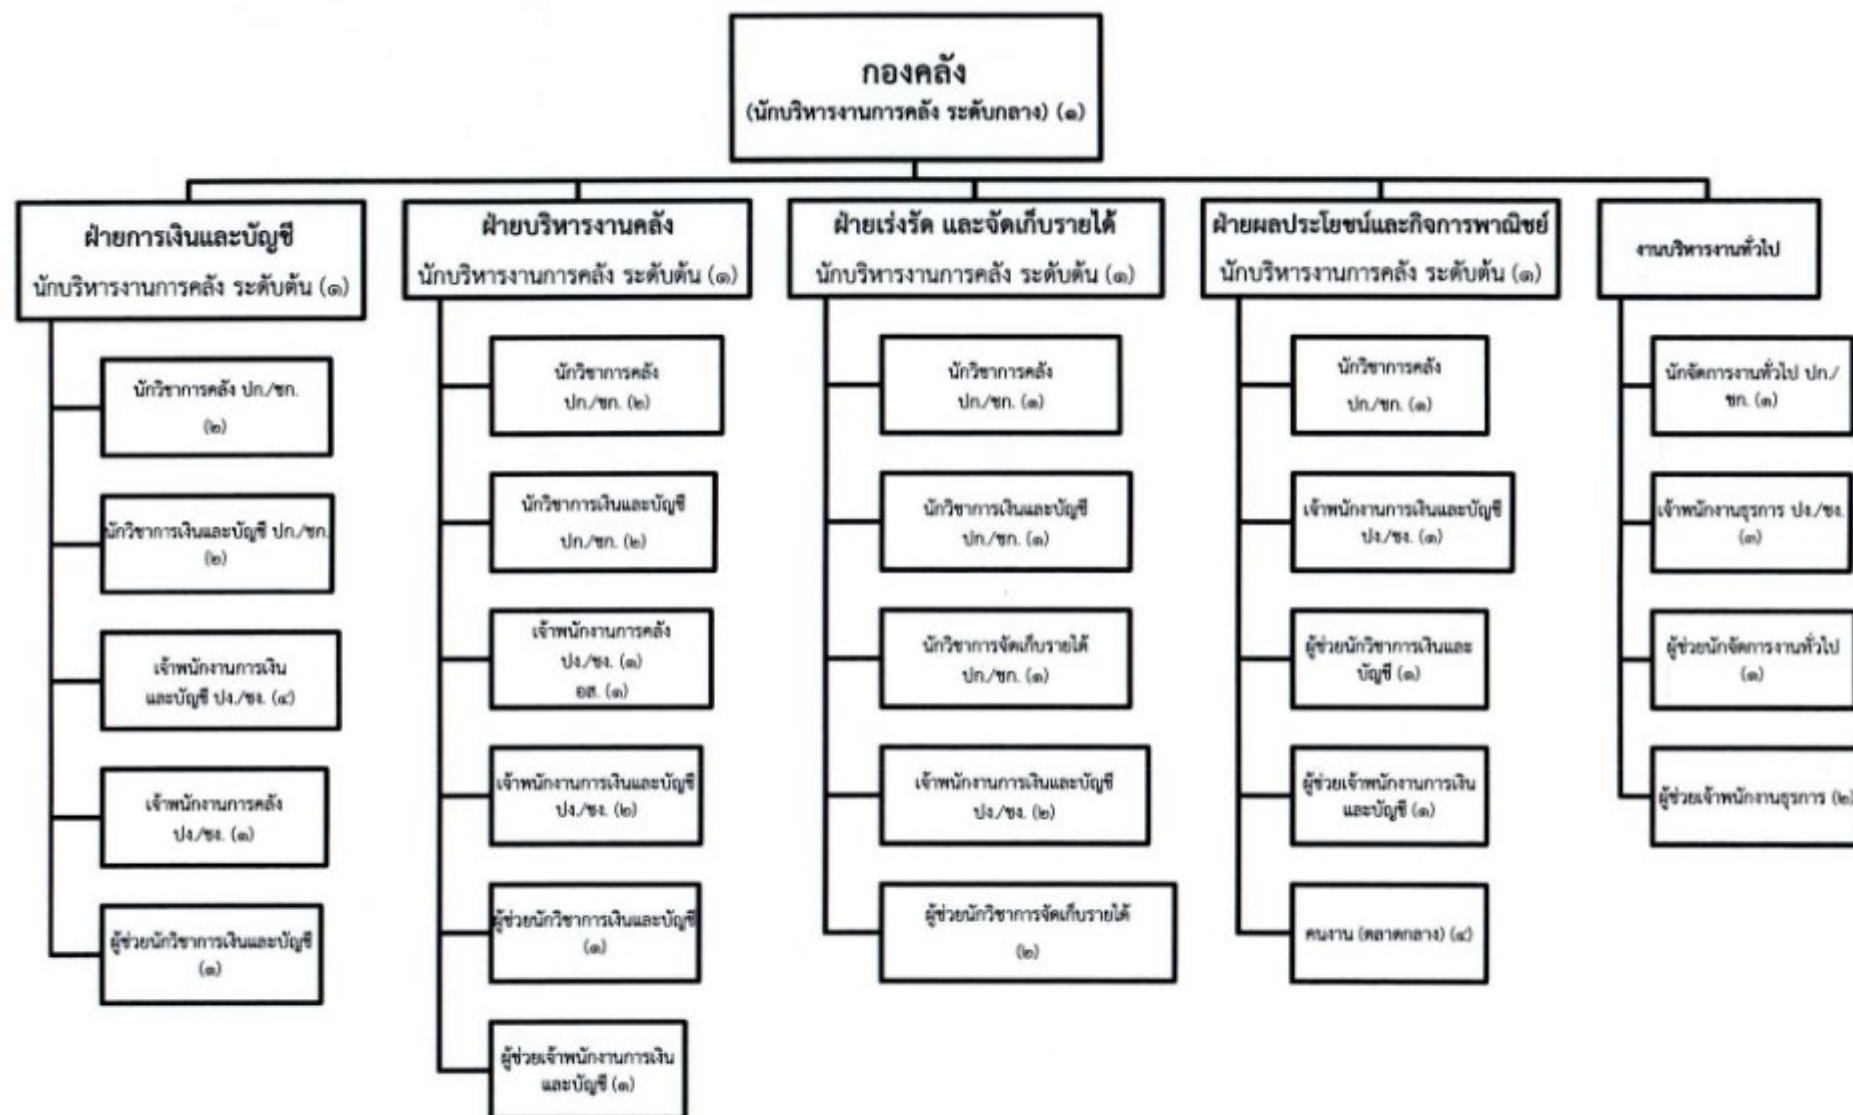 กองคลัง
(นักบริหารงานการคลัง ระดับกลาง) (๑)
ฝ่ายการเงินและบัญชี
นักบริหารงานการคลัง ระดับต้น (๑)
นักวิชาการคลัง ปก./ชก.
(๒)
นักวิชาการเงินและบัญชี ปก./ชก.
(๒)
เจ้าพนักงานการเงิน
และบัญชี ปง./ชง. (๔)
เจ้าพนักงานการคลัง
ปง./ชง. (๑)
ผู้ช่วยนักวิชาการเงินและบัญชี
(๑)
ฝ่ายบริหารงานคลัง
นักบริหารงานการคลัง ระดับต้น (๑)
นักวิชาการคลัง
ปก./ชก. (๒)
นักวิชาการเงินและบัญชี
ปก./ชก. (๒)
เจ้าพนักงานการคลัง
ปง./ชง. (๑)
อส. (๑)
เจ้าพนักงานการเงินและบัญชี
ปง./ชง. (๒)
ผู้ช่วยนักวิชาการเงินและบัญชี
(๑)
ผู้ช่วยเจ้าพนักงานการเงิน
และบัญชี (๑)
ฝ่ายเร่งรัด และจัดเก็บรายได้
นักบริหารงานการคลัง ระดับต้น (๑)
นักวิชาการคลัง
ปก./ชก. (๑)
นักวิชาการเงินและบัญชี
ปก./ชก. (๑)
นักวิชาการจัดเก็บรายได้
ปก./ชก. (๑)
เจ้าพนักงานการเงินและบัญชี
ปง./ชง. (๒)
ผู้ช่วยนักวิชาการจัดเก็บรายได้
(๒)
ฝ่ายผลประโยชน์และกิจการพาณิชย์
นักบริหารงานการคลัง ระดับต้น (๑)
นักวิชาการคลัง
ปก./ชก. (๑)
เจ้าพนักงานการเงินและบัญชี
ปง./ชง. (๑)
ผู้ช่วยนักวิชาการเงินและ
บัญชี (๑)
ผู้ช่วยเจ้าพนักงานการเงิน
และบัญชี (๑)
คนงาน (ตลาดกลาง) (๔)
งานบริหารงานทั่วไป
นักจัดการงานทั่วไป ปก./
ชก. (๑)
เจ้าพนักงานธุรการ ปง./ชง.
(๓)
ผู้ช่วยนักจัดการงานทั่วไป
(๑)
ผู้ช่วยเจ้าพนักงานธุรการ (๒)